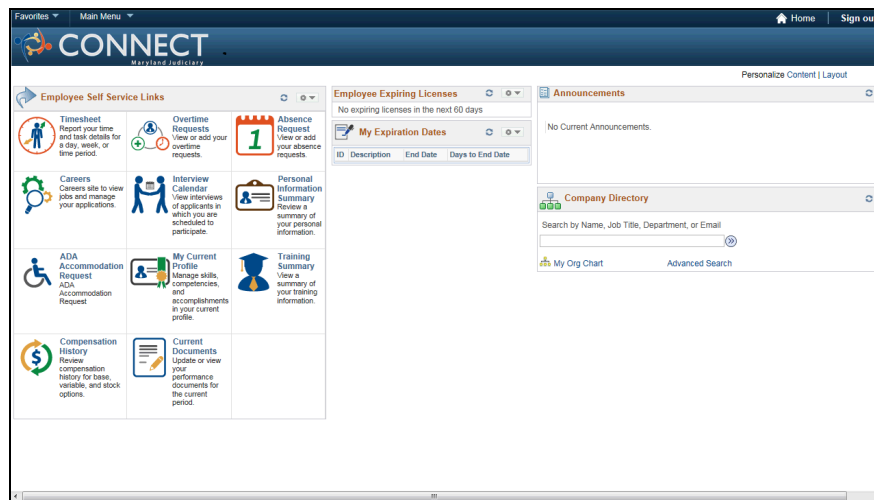 Favorites Main Menu Home Sign ou
CONNECT
Maryland Judiciary
Personalize Content | Layout
Employee Self Service Links
Timesheet
Report your time
and task details for
a day, week, or
time period.
Overtime
Requests
View or add your
overtime
requests.
1
Absence
Request
View or add
your absence
requests.
Careers
Careers site to view
jobs and manage
your applications.
Interview
Calendar
View interviews
of applicants in
which you are
scheduled to
participate.
Personal
Information
Summary
Review a
summary of
your personal
information.
ADA
Accommodation
Request
ADA
Accommodation
Request
My Current
Profile
Manage skills,
competencies,
and
accomplishments
in your current
profile.
Training
Summary
View a
summary of
your training
information.
$
Compensation
History
Review
compensation
history for base,
variable, and stock
options.
Current
Documents
Update or view
your
performance
documents for
the current
period.
Employee Expiring Licenses
No expiring licenses in the next 60 days
My Expiration Dates
ID Description End Date Days to End Date
Announcements
No Current Announcements.
Company Directory
Search by Name, Job Title, Department, or Email
My Org Chart Advanced Search